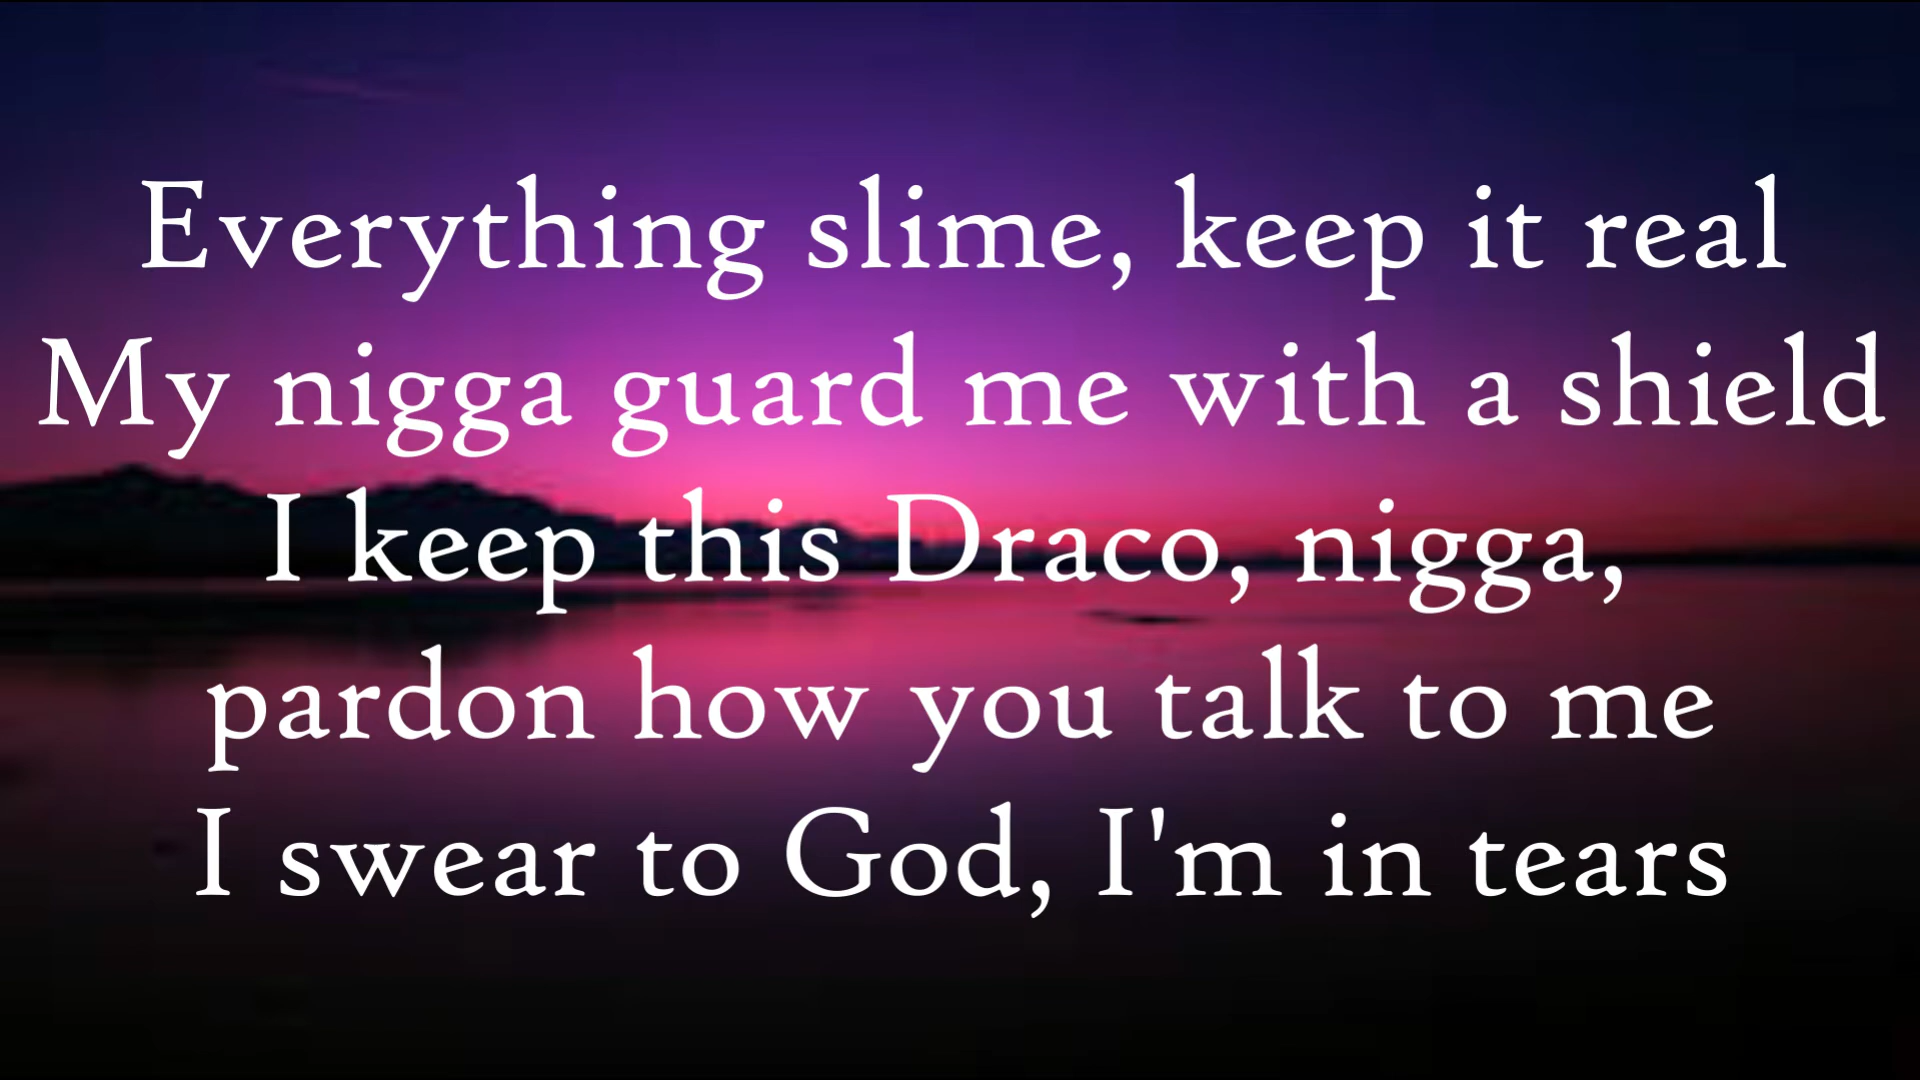 Everything slime, keep it real
My nigga guard me with a shield
I keep this Draco, nigga,
pardon how you talk to me
I swear to God, I'm in tears